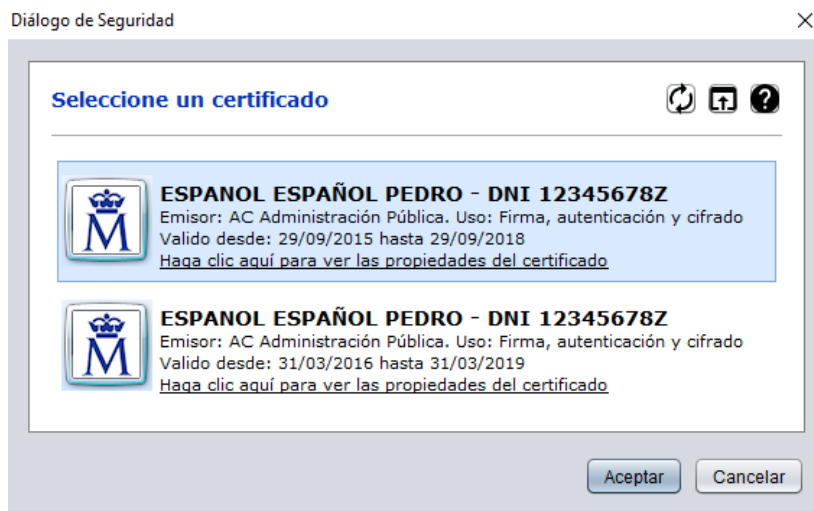 Diálogo de Seguridad
Seleccione un certificado
?
M
ESPANOL ESPAÑOL PEDRO - DNI 12345678Z
Emisor: AC Administración Pública. Uso: Firma, autenticación y cifrado
Valido desde: 29/09/2015 hasta 29/09/2018
Haga clic aquí para ver las propiedades del certificado
M
ESPANOL ESPAÑOL PEDRO - DNI 12345678Z
Emisor: AC Administración Pública. Uso: Firma, autenticación y cifrado
Valido desde: 31/03/2016 hasta 31/03/2019
Haga clic aquí para ver las propiedades del certificado
Aceptar
Cancelar